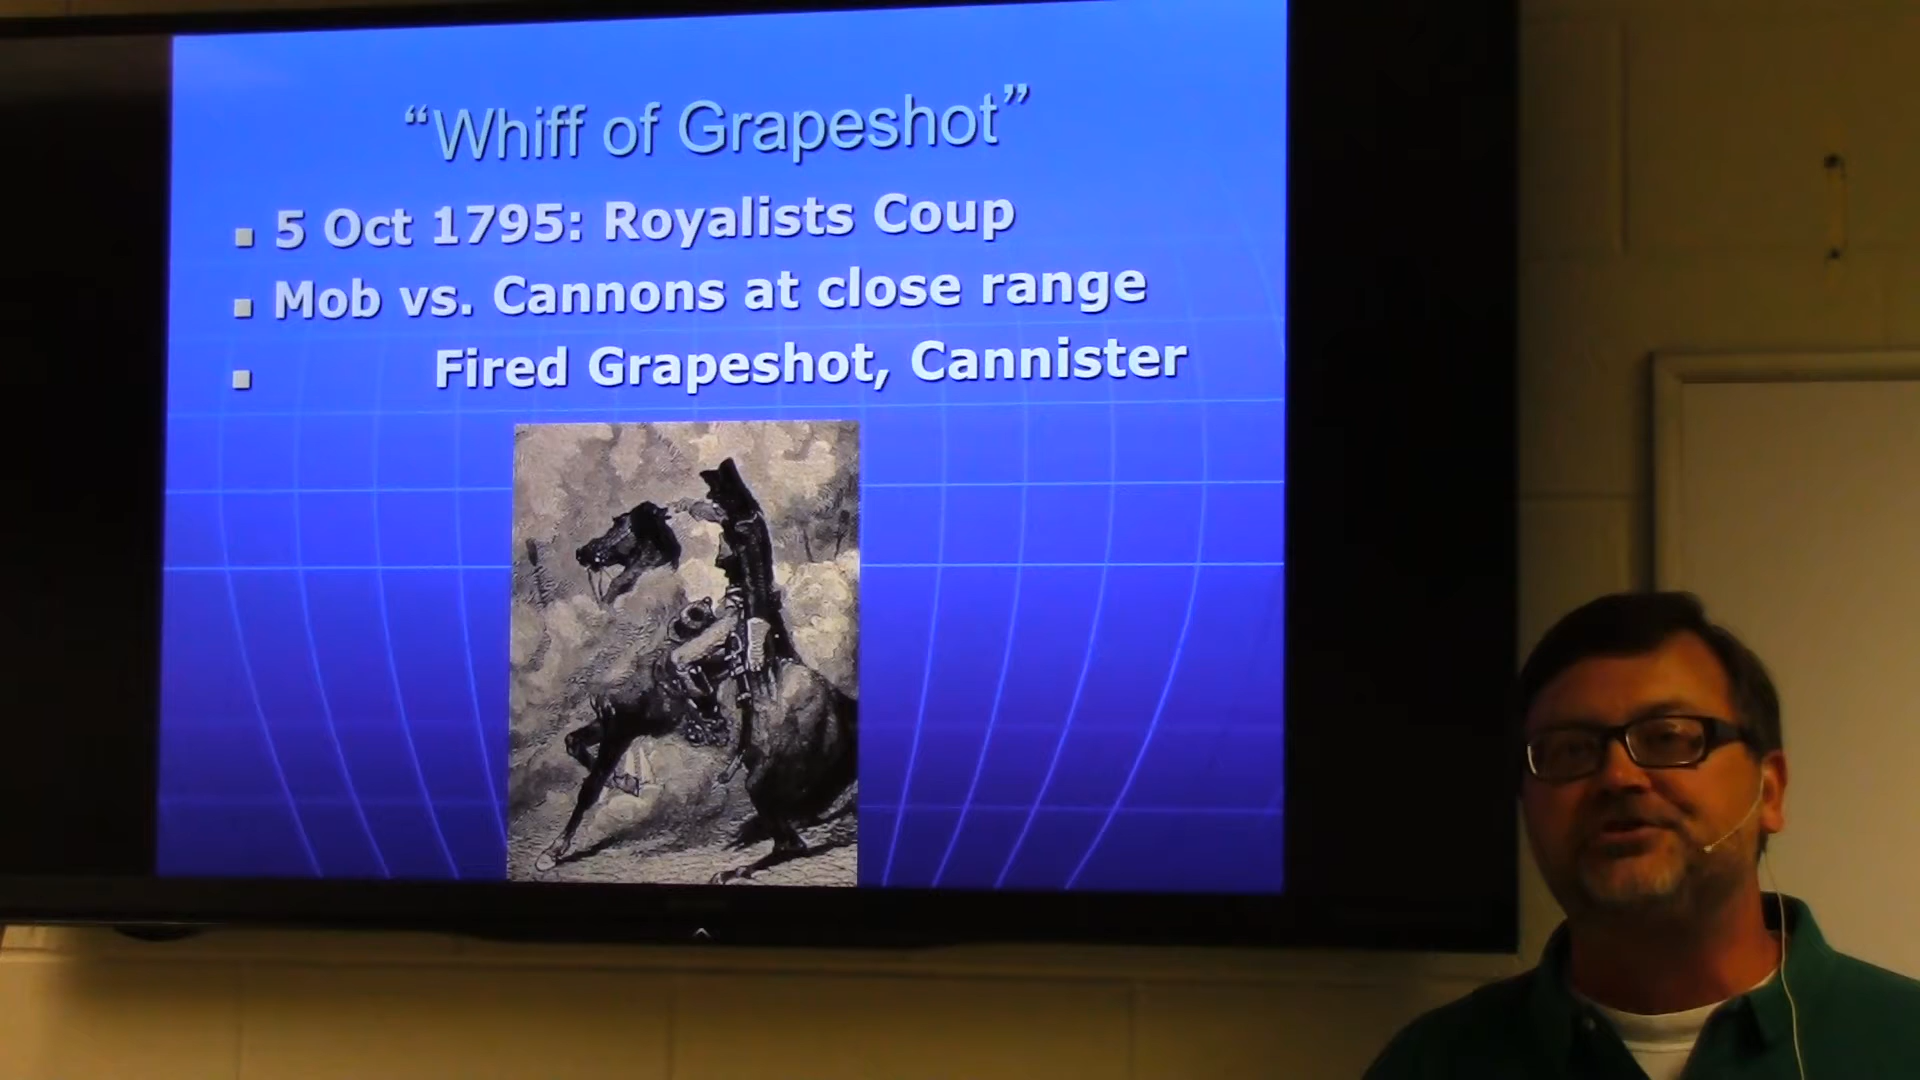 “Whiff of Grapeshot”
5 Oct 1795: Royalists Coup
Mob vs. Cannons at close range
Fired Grapeshot, Cannister